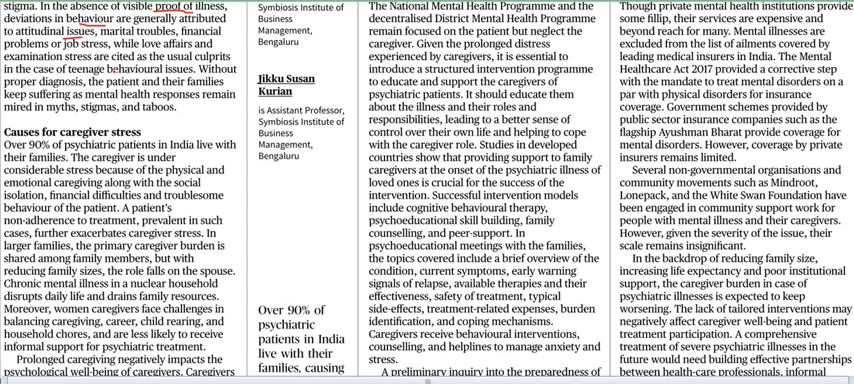 stigma. In the absence of visible proof of illness,
deviations in behaviour are generally attributed
to attitudinal issues, marital troubles, financial
problems or job stress, while love affairs and
examination stress are cited as the usual culprits
in the case of teenage behavioural issues. Without
proper diagnosis, the patient and their families
keep suffering as mental health responses remain
mired in myths, stigmas, and taboos.
Causes for caregiver stress
Over 90% of psychiatric patients in India live with
their families. The caregiver is under
considerable stress because of the physical and
emotional caregiving along with the social
isolation, financial difficulties and troublesome
behaviour of the patient. A patient's
non-adherence to treatment, prevalent in such
cases, further exacerbates caregiver stress. In
larger families, the primary caregiver burden is
shared among family members, but with
reducing family sizes, the role falls on the spouse.
Chronic mental illness in a nuclear household
disrupts daily life and drains family resources.
Moreover, women caregivers face challenges in
balancing caregiving, career, child rearing, and
household chores, and are less likely to receive
informal support for psychiatric treatment.
Prolonged caregiving negatively impacts the
psychological well-being of caregivers. Caregivers
Symbiosis Institute of
Business
Management,
Bengaluru
Jikku Susan
Kurian
is Assistant Professor,
Symbiosis Institute of
Business
Management,
Bengaluru
Over 90% of
psychiatric
patients in India
live with their
families, causing
The National Mental Health Programme and the
decentralised District Mental Health Programme
remain focused on the patient but neglect the
caregiver. Given the prolonged distress
experienced by caregivers, it is essential to
introduce a structured intervention programme
to educate and support the caregivers of
psychiatric patients. It should educate them
about the illness and their roles and
responsibilities, leading to a better sense of
control over their own life and helping to cope
with the caregiver role. Studies in developed
countries show that providing support to family
caregivers at the onset of the psychiatric illness of
loved ones is crucial for the success of the
intervention. Successful intervention models
include cognitive behavioural therapy,
psychoeducational skill building, family
counselling, and peer-support. In
psychoeducational meetings with the families,
the topics covered include a brief overview of the
condition, current symptoms, early warning
signals of relapse, available therapies and their
effectiveness, safety of treatment, typical
side-effects, treatment-related expenses, burden
identification, and coping mechanisms.
Caregivers receive behavioural interventions,
counselling, and helplines to manage anxiety and
stress.
A preliminary inquiry into the preparedness of
Though private mental health institutions provide
some fillip, their services are expensive and
beyond reach for many. Mental illnesses are
excluded from the list of ailments covered by
leading medical insurers in India. The Mental
Healthcare Act 2017 provided a corrective step
with the mandate to treat mental disorders on a
par with physical disorders for insurance
coverage. Government schemes provided by
public sector insurance companies such as the
flagship Ayushman Bharat provide coverage for
mental disorders. However, coverage by private
insurers remains limited.
Several non-governmental organisations and
community movements such as Mindroot,
Lonepack, and the White Swan Foundation have
been engaged in community support work for
people with mental illness and their caregivers.
However, given the severity of the issue, their
scale remains insignificant.
In the backdrop of reducing family size,
increasing life expectancy and poor institutional
support, the caregiver burden in case of
psychiatric illnesses is expected to keep
worsening. The lack of tailored interventions may
negatively affect caregiver well-being and patient
treatment participation. A comprehensive
treatment of severe psychiatric illnesses in the
future would need building effective partnerships
between health-care professionals, informal